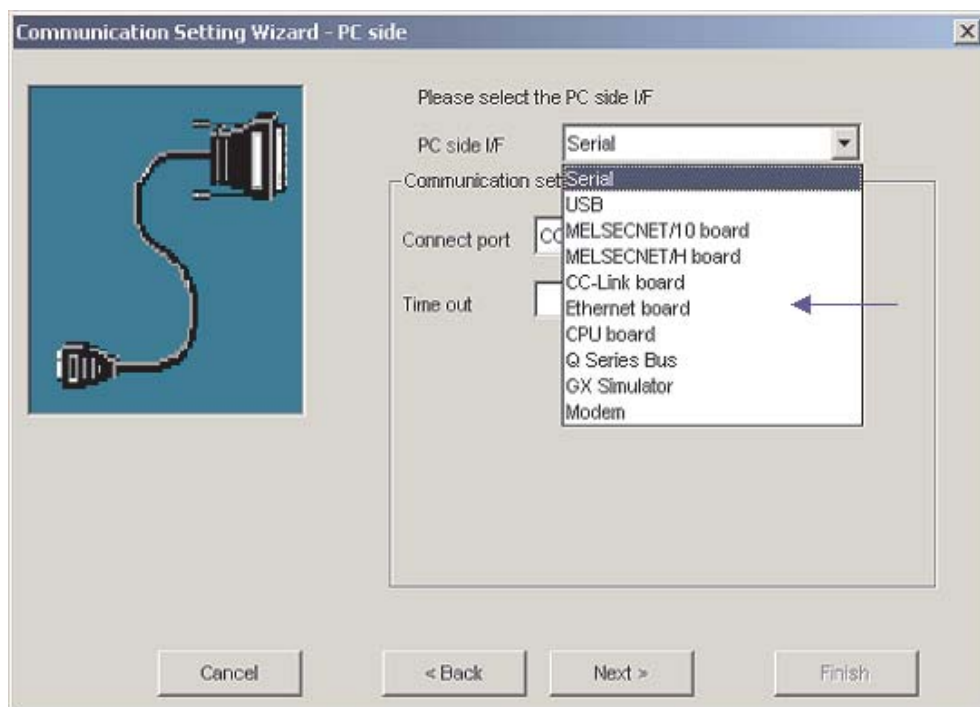 Communication Setting Wizard - PC side
Please select the PC side I/F
PC side I/F
Serial
Communication set
Serial
USB
MELSECNET/10 board
MELSECNET/H board
Connect port
CC-Link board
Time out
Ethernet board
CPU board
Q Series Bus
GX Simulator
Modem
Cancel
< Back
Next >
Finish